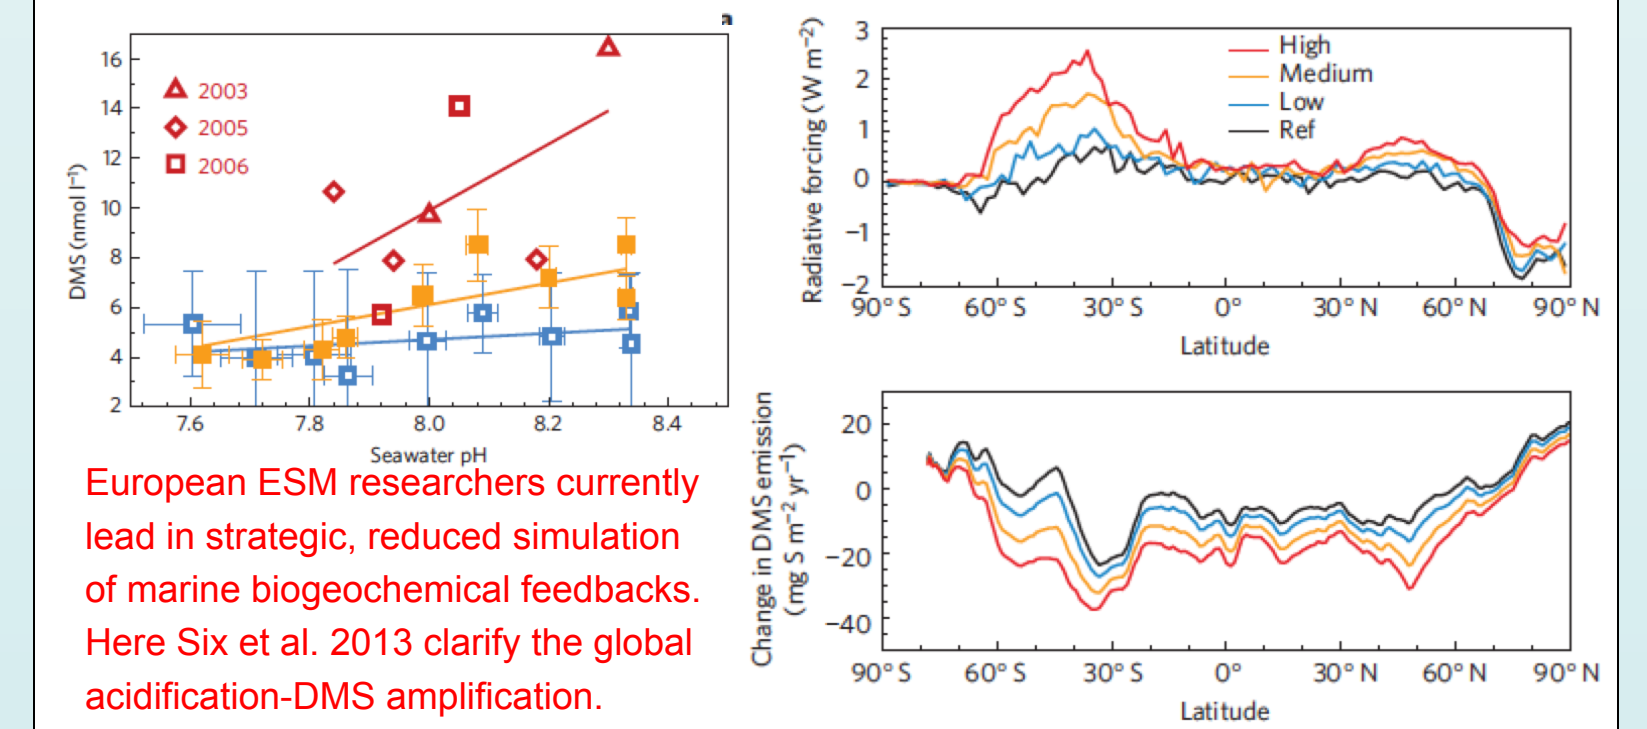 a
16
14
12
10
8
6
4
2
DMS (nmol l⁻¹)
2003
2005
2006
7.6 7.8 8.0 8.2 8.4
Seawater pH
European ESM researchers currently
lead in strategic, reduced simulation
of marine biogeochemical feedbacks.
Here Six et al. 2013 clarify the global
acidification-DMS amplification.
3
2
1
0
−1
−2
Radiative forcing (W m⁻²)
High
Medium
Low
Ref
90° S 60° S 30° S 0° 30° N 60° N 90° N
Latitude
20
0
−20
−40
Change in DMS emission
(mg S m⁻² yr⁻¹)
90° S 60° S 30° S 0° 30° N 60° N 90° N
Latitude